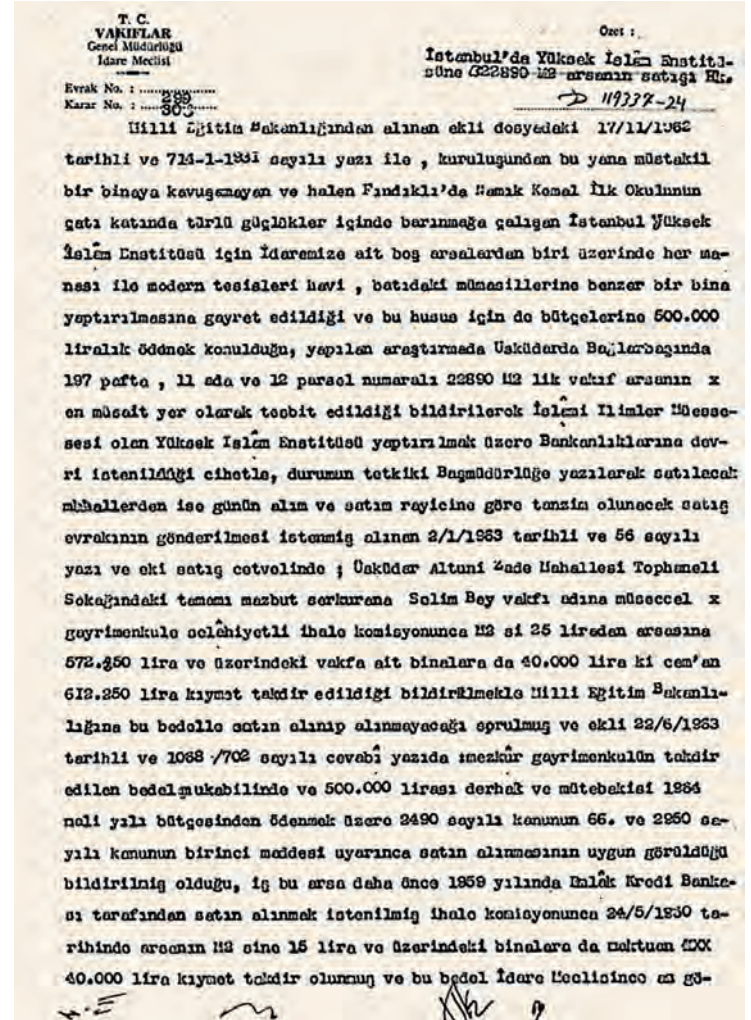 T. C.
VAKIFLAR
Genel Müdürlüğü
İdare Meclisi
Evrak No. : 299
Karar No. : 305
Özet :
İstanbul'da Yüksek İslâm Enstitü-
süne 22890 M2 arsanın satışı Hk.
119337-24
Milli Eğitim Bakanlığından alınan ekli dosyadaki 17/11/1962
tarihli ve 714-1-1931 sayılı yazı ile , kuruluşundan bu yana müstakil
bir binaya kavuşamayan ve halen Fındıklı'da Namık Kemal İlk Okulunun
çatı katında türlü güçlükler içinde barınmağa çalışan İstanbul Yüksek
İslâm Enstitüsü için İdaremize ait boş arsalardan biri üzerinde her ma-
nası ile modern tesisleri havi , batıdaki mümasillerine benzer bir bina
yaptırılmasına gayret edildiği ve bu husus için de bütçelerine 500.000
liralık ödenek konulduğu, yapılan araştırmada Üsküdarda Bağlarbaşında
197 pafta , 11 ada ve 12 parsel numaralı 22890 M2 lik vakıf arsanın x
en müsait yer olarak tesbit edildiği bildirilerek İslâmi İlimler Müesse-
sesi olan Yüksek İslâm Enstitüsü yaptırılmak üzere Bankanlıklarına dev-
ri istenildiği cihetle, durumun tetkiki Başmüdürlüğe yazılarak satılacak
mahallerden ise günün alım ve satım rayicine göre tanzim olunacak satış
evrakının gönderilmesi istenmiş alınan 2/1/1963 tarihli ve 56 sayılı
yazı ve eki satış cetvelinde ; Üsküdar Altuni Zade Mahallesi Tophaneli
Sokağındaki tamamı mazbut serkurena Selim Bey vakfı adına müseccel x
gayrimenkule selâhiyetli ihale komisyonunca M2 si 25 liradan arsasına
572.250 lira ve üzerindeki vakfa ait binalara da 40.000 lira ki cem'an
612.250 lira kıymet takdir edildiği bildirilmekle Milli Eğitim Bakanlı-
lığına bu bedelle satın alınıp alınmayacağı sorulmuş ve ekli 22/6/1963
tarihli ve 1068-/702 sayılı cevabî yazıda mezkûr gayrimenkulün takdir
edilen bedel mukabilinde ve 500.000 lirası derhal ve mütebakisi 1964
mali yılı bütçesinden ödenmek üzere 2490 sayılı kanunun 66. ve 2950 sa-
yılı kanunun birinci maddesi uyarınca satın alınmasının uygun görüldüğü
bildirilmiş olduğu, iş bu arsa daha önce 1959 yılında Emlâk Kredi Banka-
sı tarafından satın alınmak istenilmiş ihale komisyonunca 24/5/1960 ta-
rihinde arsanın M2 sine 15 lira ve üzerindeki binalara da maktuan XXX
40.000 lira kıymet takdir olunmuş ve bu bedel İdare Meclisince az gö-